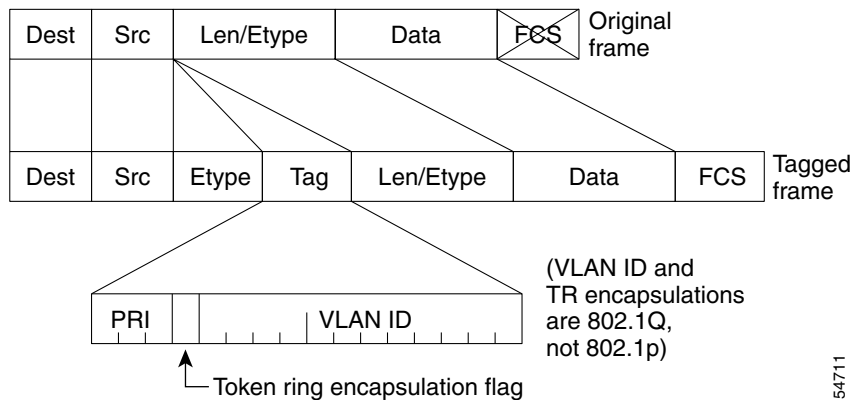 Dest Src Len/Etype Data FCS Original
frame
Dest Src Etype Tag Len/Etype Data FCS Tagged
frame
PRI VLAN ID
(VLAN ID and
TR encapsulations
are 802.1Q,
not 802.1p)
Token ring encapsulation flag
54711